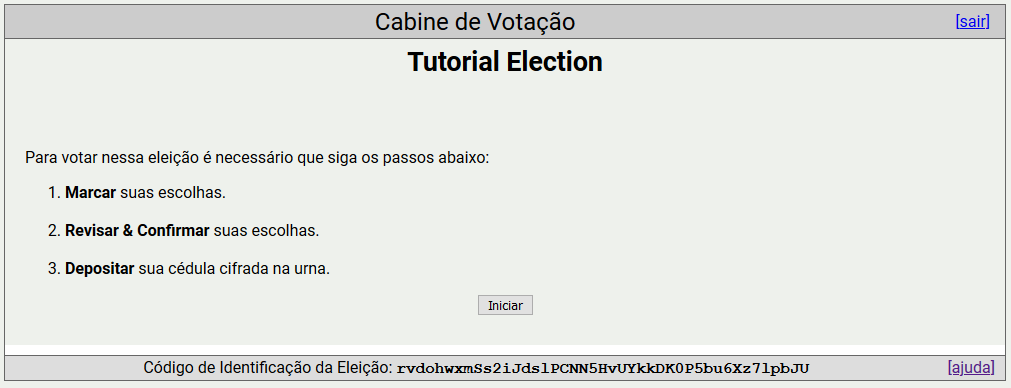 Cabine de Votação [sair]
Tutorial Election
Para votar nessa eleição é necessário que siga os passos abaixo:
1. Marcar suas escolhas.
2. Revisar & Confirmar suas escolhas.
3. Depositar sua cédula cifrada na urna.
Iniciar
Código de Identificação da Eleição: rvdohwxmSs2iJdslPCNN5HvUYkkDK0P5bu6Xz7lpbJU [ajuda]